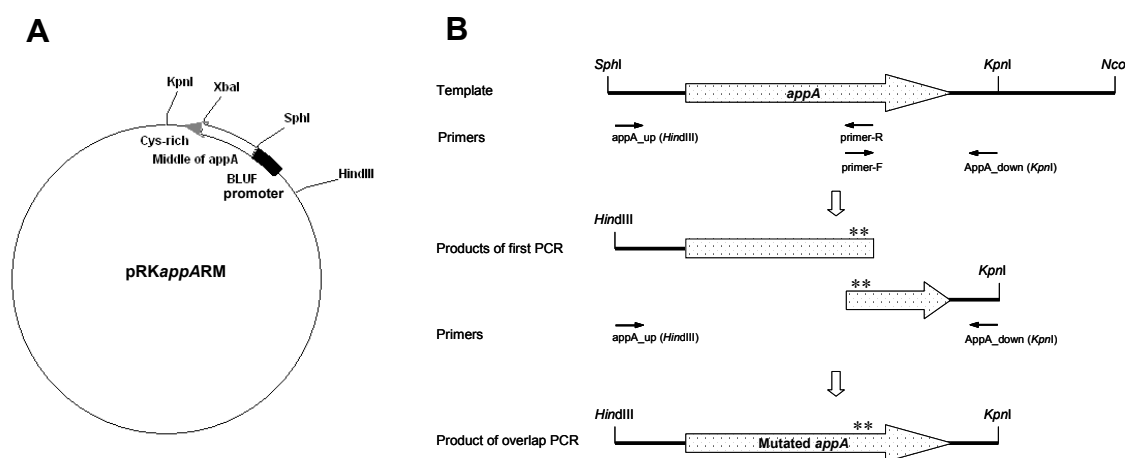 A
KpnI
XbaI
SphI
Cys-rich
Middle of appA
HindIII
BLUF
promoter
pRKappARM
B
SphI
KpnI
Nco
Template
appA
Primers
appA_up (HindIII)
primer-R
primer-F
AppA_down (KpnI)
HindIII
**
Products of first PCR
KpnI
**
Primers
appA_up (HindIII)
AppA_down (KpnI)
HindIII
KpnI
**
Product of overlap PCR
Mutated appA